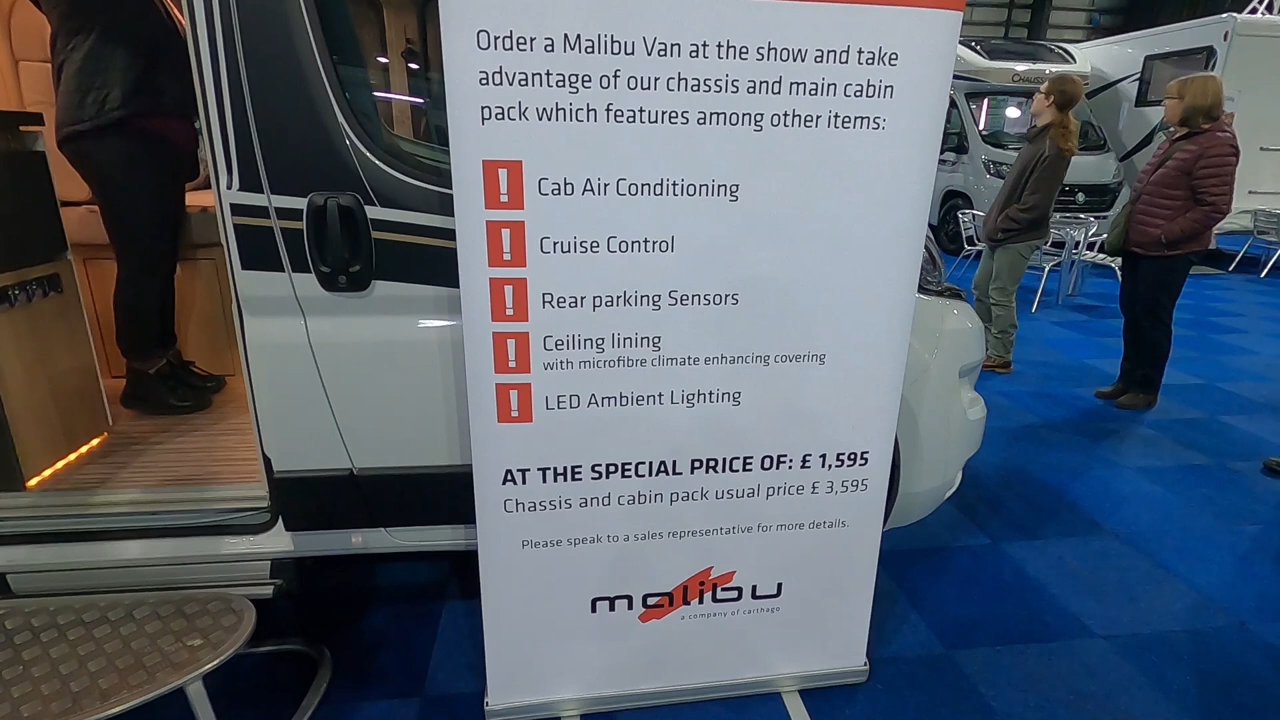 Order a Malibu Van at the show and take
advantage of our chassis and main cabin
pack which features among other items:
! Cab Air Conditioning
! Cruise Control
! Rear parking Sensors
! Ceiling lining
with microfibre climate enhancing covering
! LED Ambient Lighting
AT THE SPECIAL PRICE OF: £ 1,595
Chassis and cabin pack usual price £ 3,595
Please speak to a sales representative for more details.
malibu
a company of carthago